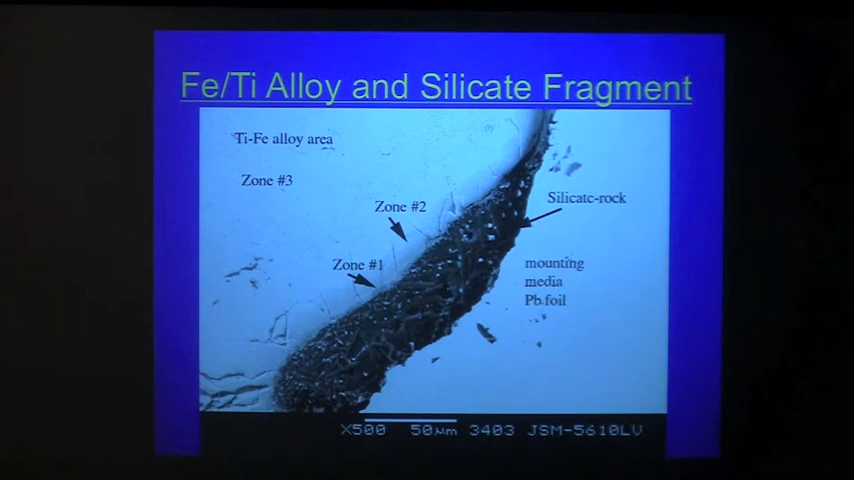 Fe/Ti Alloy and Silicate Fragment
Ti-Fe alloy area
Zone #3
Zone #2
Silicate-rock
Zone #1
mounting
media
Pb foil
X500 50μm 3403 JSM-5610LV